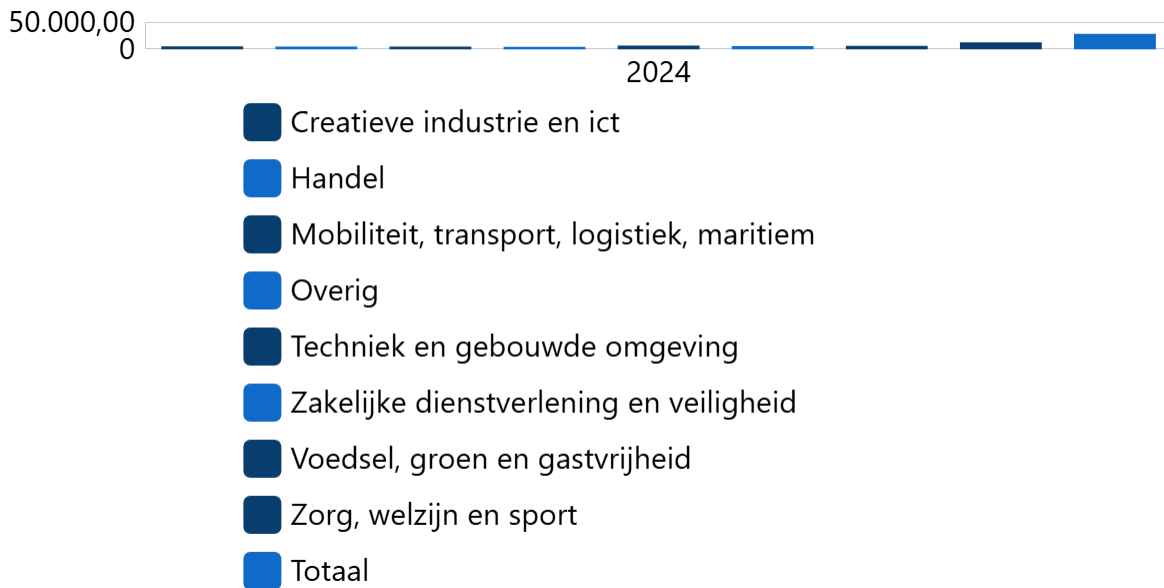 50.000,00
0
2024
Creatieve industrie en ict
Handel
Mobiliteit, transport, logistiek, maritiem
Overig
Techniek en gebouwde omgeving
Zakelijke dienstverlening en veiligheid
Voedsel, groen en gastvrijheid
Zorg, welzijn en sport
Totaal